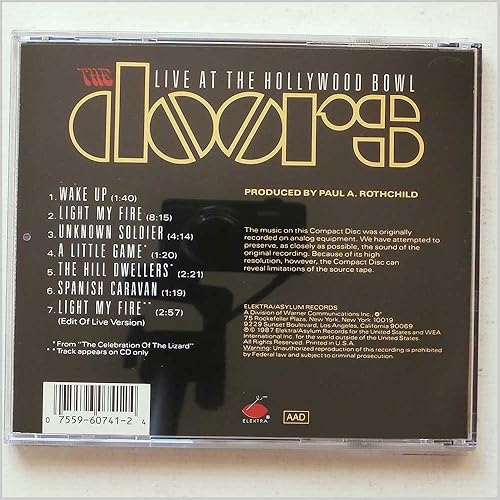 THE LIVE AT THE HOLLYWOOD BOWL
doors
1. WAKE UP (1:40)
2. LIGHT MY FIRE (8:15)
3. UNKNOWN SOLDIER (4:14)
4. A LITTLE GAME* (1:20)
5. THE HILL DWELLERS* (2:21)
6. SPANISH CARAVAN (1:19)
7. LIGHT MY FIRE** (2:57)
(Edit Of Live Version)
*From "The Celebration Of The Lizard"
**Track appears on CD only
PRODUCED BY PAUL A. ROTHCHILD
The music on this Compact Disc was originally
recorded on analog equipment. We have attempted to
preserve, as closely as possible, the sound of the
original recording. Because of its high
resolution, however, the Compact Disc can
reveal limitations of the source tape.
ELEKTRA/ASYLUM RECORDS
A Division of Warner Communications Inc.
75 Rockefeller Plaza, New York, New York 10019
9229 Sunset Boulevard, Los Angeles, California 90069
℗ © 1987 Elektra/Asylum Records for the United States and WEA
International Inc. for the world outside of the United States.
All Rights Reserved. Printed in U.S.A.
Warning: Unauthorized reproduction of this recording is prohibited
by Federal law and subject to criminal prosecution.
0 7559-60741-2 4
ELEKTRA
AAD